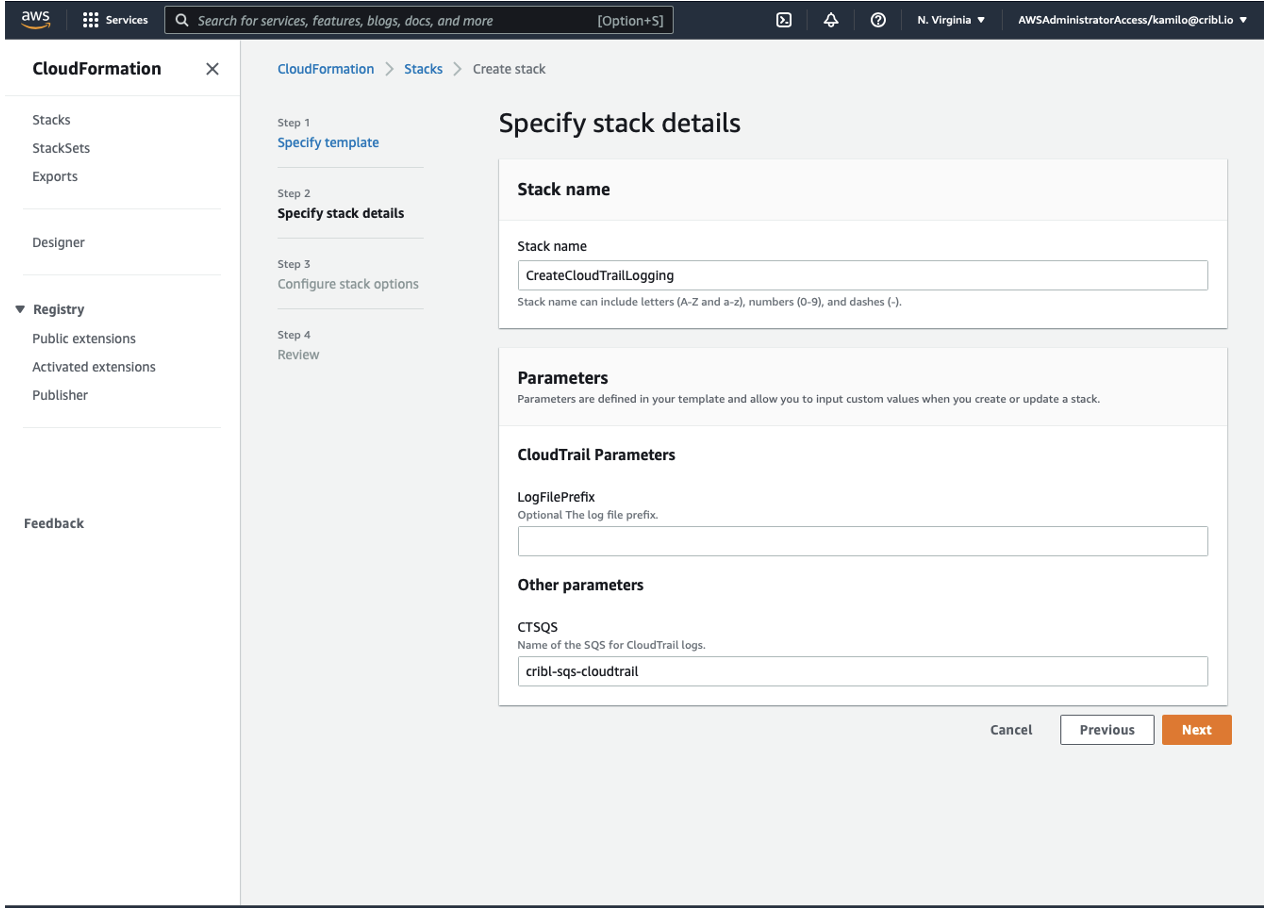 aws
Services
Search for services, features, blogs, docs, and more [Option+S]
N. Virginia
AWSAdministratorAccess/kamilo@cribl.io
CloudFormation
Stacks
StackSets
Exports
Designer
Registry
Public extensions
Activated extensions
Publisher
Feedback
CloudFormation > Stacks > Create stack
Step 1
Specify template
Step 2
Specify stack details
Step 3
Configure stack options
Step 4
Review
Specify stack details
Stack name
Stack name
CreateCloudTrailLogging
Stack name can include letters (A-Z and a-z), numbers (0-9), and dashes (-).
Parameters
Parameters are defined in your template and allow you to input custom values when you create or update a stack.
CloudTrail Parameters
LogFilePrefix
Optional The log file prefix.
Other parameters
CTSQS
Name of the SQS for CloudTrail logs.
cribl-sqs-cloudtrail
Cancel
Previous
Next